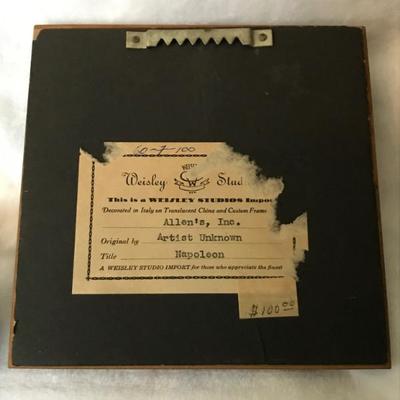 6-7-100
Weisley W Stud
This is a WEISLEY STUDIOS Impo
Decorated in Italy on Translucent China and Custom Frame
Allen's, Inc.
Original by Artist Unknown
Title Napoleon
A WEISLEY STUDIO IMPORT for those who appreciate the finest
$100.00